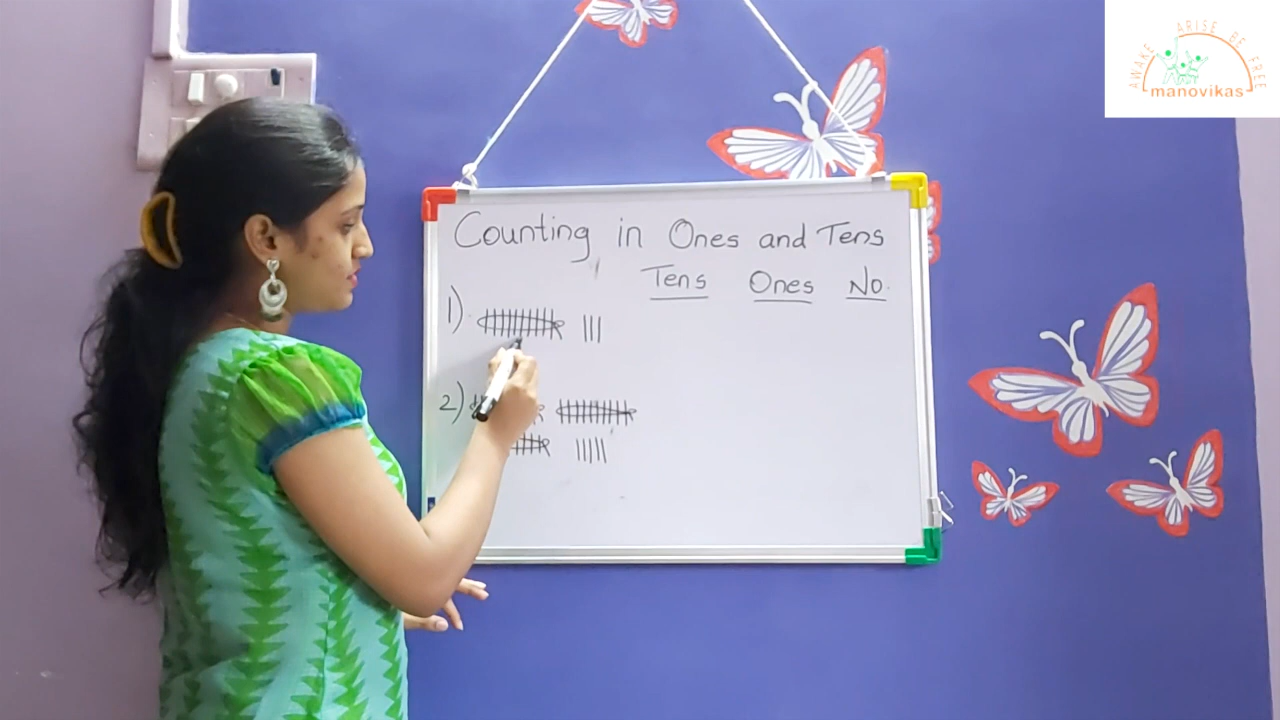 AWAKE ARISE BE FREE
manovikas
Counting in Ones and Tens
Tens Ones No.
1)
2)